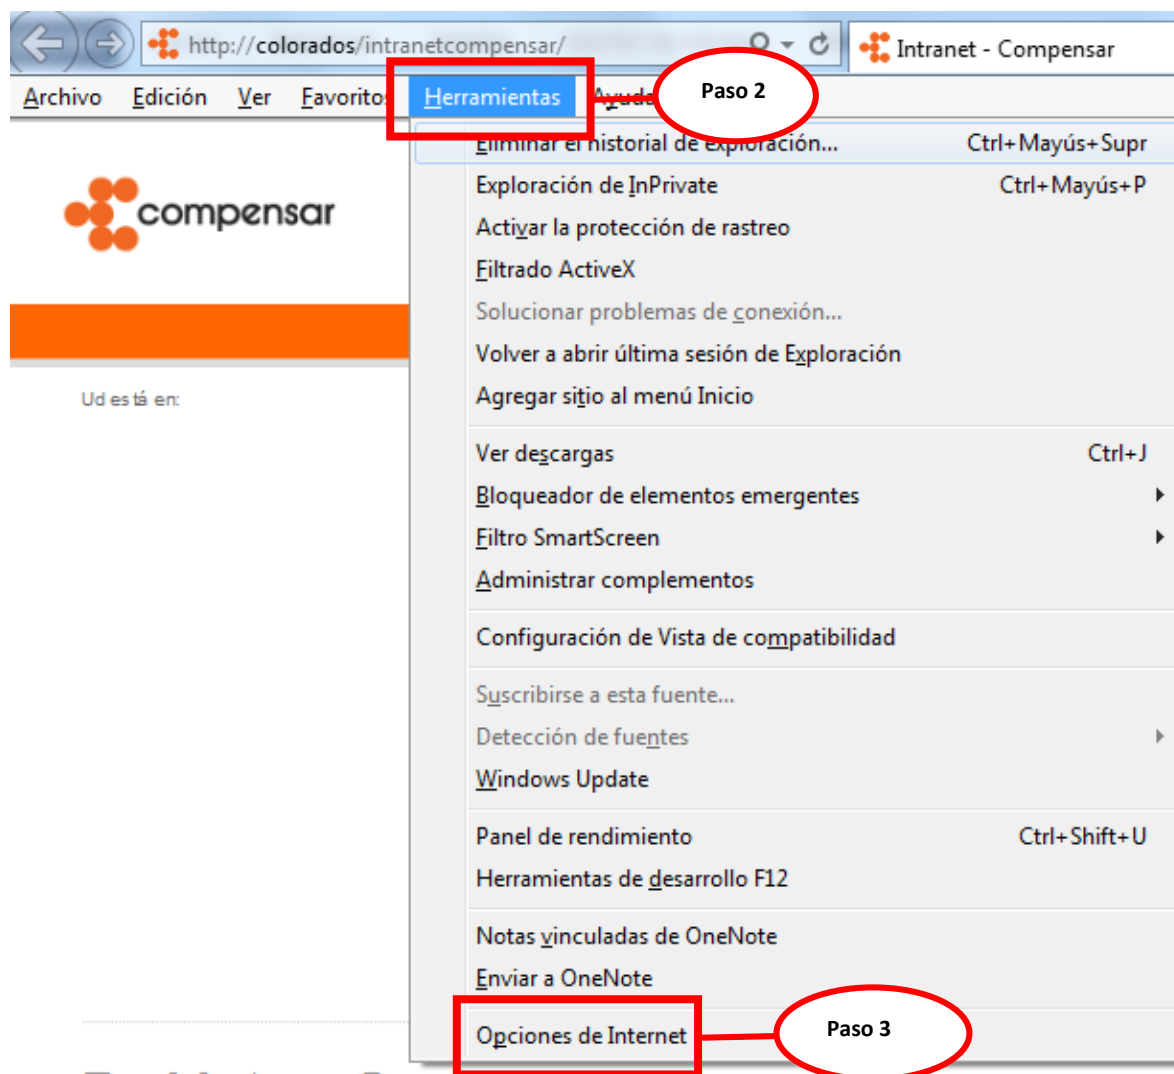 http://colorados/intranetcompensar/
Intranet - Compensar
Archivo Edición Ver Favoritos Herramientas Ayuda
Paso 2
Eliminar el historial de exploración... Ctrl+Mayús+Supr
compensar
Exploración de InPrivate Ctrl+Mayús+P
Activar la protección de rastreo
Filtrado ActiveX
Solucionar problemas de conexión...
Volver a abrir última sesión de Exploración
Ud está en:
Agregar sitio al menú Inicio
Ver descargas Ctrl+J
Bloqueador de elementos emergentes
Filtro SmartScreen
Administrar complementos
Configuración de Vista de compatibilidad
Suscribirse a esta fuente...
Detección de fuentes
Windows Update
Panel de rendimiento Ctrl+Shift+U
Herramientas de desarrollo F12
Notas vinculadas de OneNote
Enviar a OneNote
Opciones de Internet
Paso 3